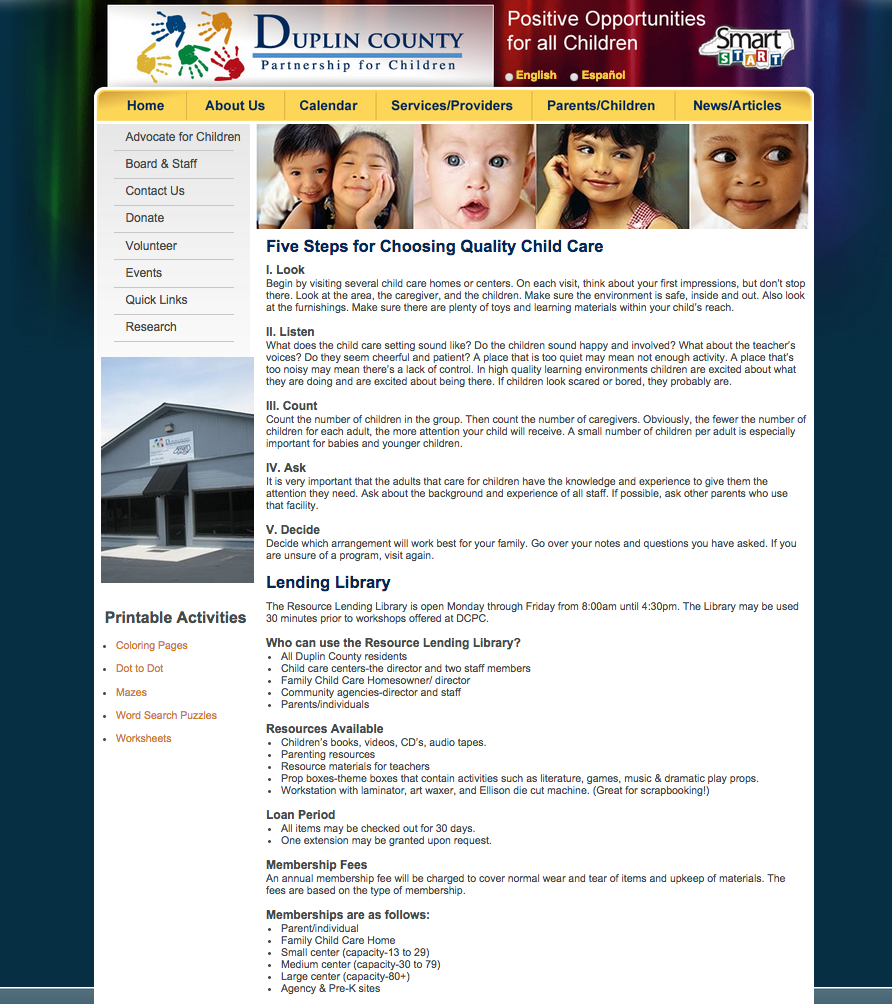 DUPLIN COUNTY
Partnership for Children
Positive Opportunities
for all Children
Smart
START
English Español
Home About Us Calendar Services/Providers Parents/Children News/Articles
Advocate for Children
Board & Staff
Contact Us
Donate
Volunteer
Events
Quick Links
Research
DUPLIN COUNTY
Printable Activities
• Coloring Pages
• Dot to Dot
• Mazes
• Word Search Puzzles
• Worksheets
Five Steps for Choosing Quality Child Care
I. Look
Begin by visiting several child care homes or centers. On each visit, think about your first impressions, but don't stop
there. Look at the area, the caregiver, and the children. Make sure the environment is safe, inside and out. Also look
at the furnishings. Make sure there are plenty of toys and learning materials within your child's reach.
II. Listen
What does the child care setting sound like? Do the children sound happy and involved? What about the teacher's
voices? Do they seem cheerful and patient? A place that is too quiet may mean not enough activity. A place that's
too noisy may mean there's a lack of control. In high quality learning environments children are excited about what
they are doing and are excited about being there. If children look scared or bored, they probably are.
III. Count
Count the number of children in the group. Then count the number of caregivers. Obviously, the fewer the number of
children for each adult, the more attention your child will receive. A small number of children per adult is especially
important for babies and younger children.
IV. Ask
It is very important that the adults that care for children have the knowledge and experience to give them the
attention they need. Ask about the background and experience of all staff. If possible, ask other parents who use
that facility.
V. Decide
Decide which arrangement will work best for your family. Go over your notes and questions you have asked. If you
are unsure of a program, visit again.
Lending Library
The Resource Lending Library is open Monday through Friday from 8:00am until 4:30pm. The Library may be used
30 minutes prior to workshops offered at DCPC.
Who can use the Resource Lending Library?
• All Duplin County residents
• Child care centers-the director and two staff members
• Family Child Care Homesowner/ director
• Community agencies-director and staff
• Parents/individuals
Resources Available
• Children's books, videos, CD's, audio tapes.
• Parenting resources
• Resource materials for teachers
• Prop boxes-theme boxes that contain activities such as literature, games, music & dramatic play props.
• Workstation with laminator, art waxer, and Ellison die cut machine. (Great for scrapbooking!)
Loan Period
• All items may be checked out for 30 days.
• One extension may be granted upon request.
Membership Fees
An annual membership fee will be charged to cover normal wear and tear of items and upkeep of materials. The
fees are based on the type of membership.
Memberships are as follows:
• Parent/individual
• Family Child Care Home
• Small center (capacity-13 to 29)
• Medium center (capacity-30 to 79)
• Large center (capacity-80+)
• Agency & Pre-K sites